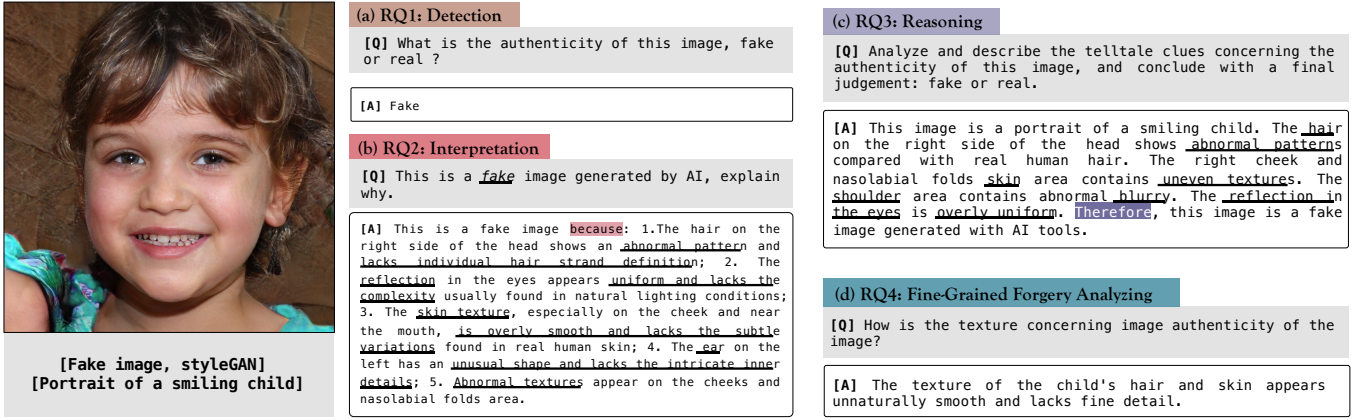 [Fake image, styleGAN]
[Portrait of a smiling child]
(a) RQ1: Detection
[Q] What is the authenticity of this image, fake
or real ?
[A] Fake
(b) RQ2: Interpretation
[Q] This is a fake image generated by AI, explain
why.
[A] This is a fake image because: 1.The hair on the
right side of the head shows an abnormal pattern and
lacks individual hair strand definition; 2. The
reflection in the eyes appears uniform and lacks the
complexity usually found in natural lighting conditions;
3. The skin texture, especially on the cheek and near
the mouth, is overly smooth and lacks the subtle
variations found in real human skin; 4. The ear on the
left has an unusual shape and lacks the intricate inner
details; 5. Abnormal textures appear on the cheeks and
nasolabial folds area.
(c) RQ3: Reasoning
[Q] Analyze and describe the telltale clues concerning the
authenticity of this image, and conclude with a final
judgement: fake or real.
[A] This image is a portrait of a smiling child. The hair
on the right side of the head shows abnormal patterns
compared with real human hair. The right cheek and
nasolabial folds skin area contains uneven textures. The
shoulder area contains abnormal blurry. The reflection in
the eyes is overly uniform. Therefore, this image is a fake
image generated with AI tools.
(d) RQ4: Fine-Grained Forgery Analyzing
[Q] How is the texture concerning image authenticity of the
image?
[A] The texture of the child's hair and skin appears
unnaturally smooth and lacks fine detail.